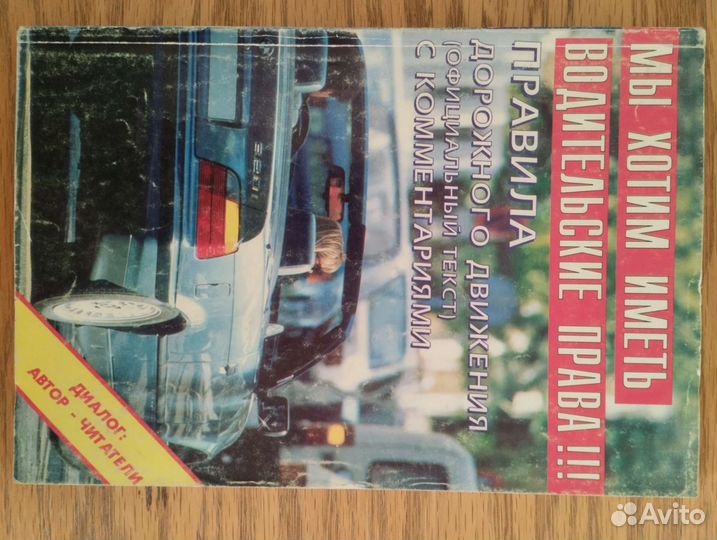 МЫ ХОТИМ ИМЕТЬ
ВОДИТЕЛЬСКИЕ ПРАВА !!!
ПРАВИЛА
ДОРОЖНОГО ДВИЖЕНИЯ
(ОФИЦИАЛЬНЫЙ ТЕКСТ)
С КОММЕНТАРИЯМИ
ДИАЛОГ:
АВТОР - ЧИТАТЕЛИ
Avito